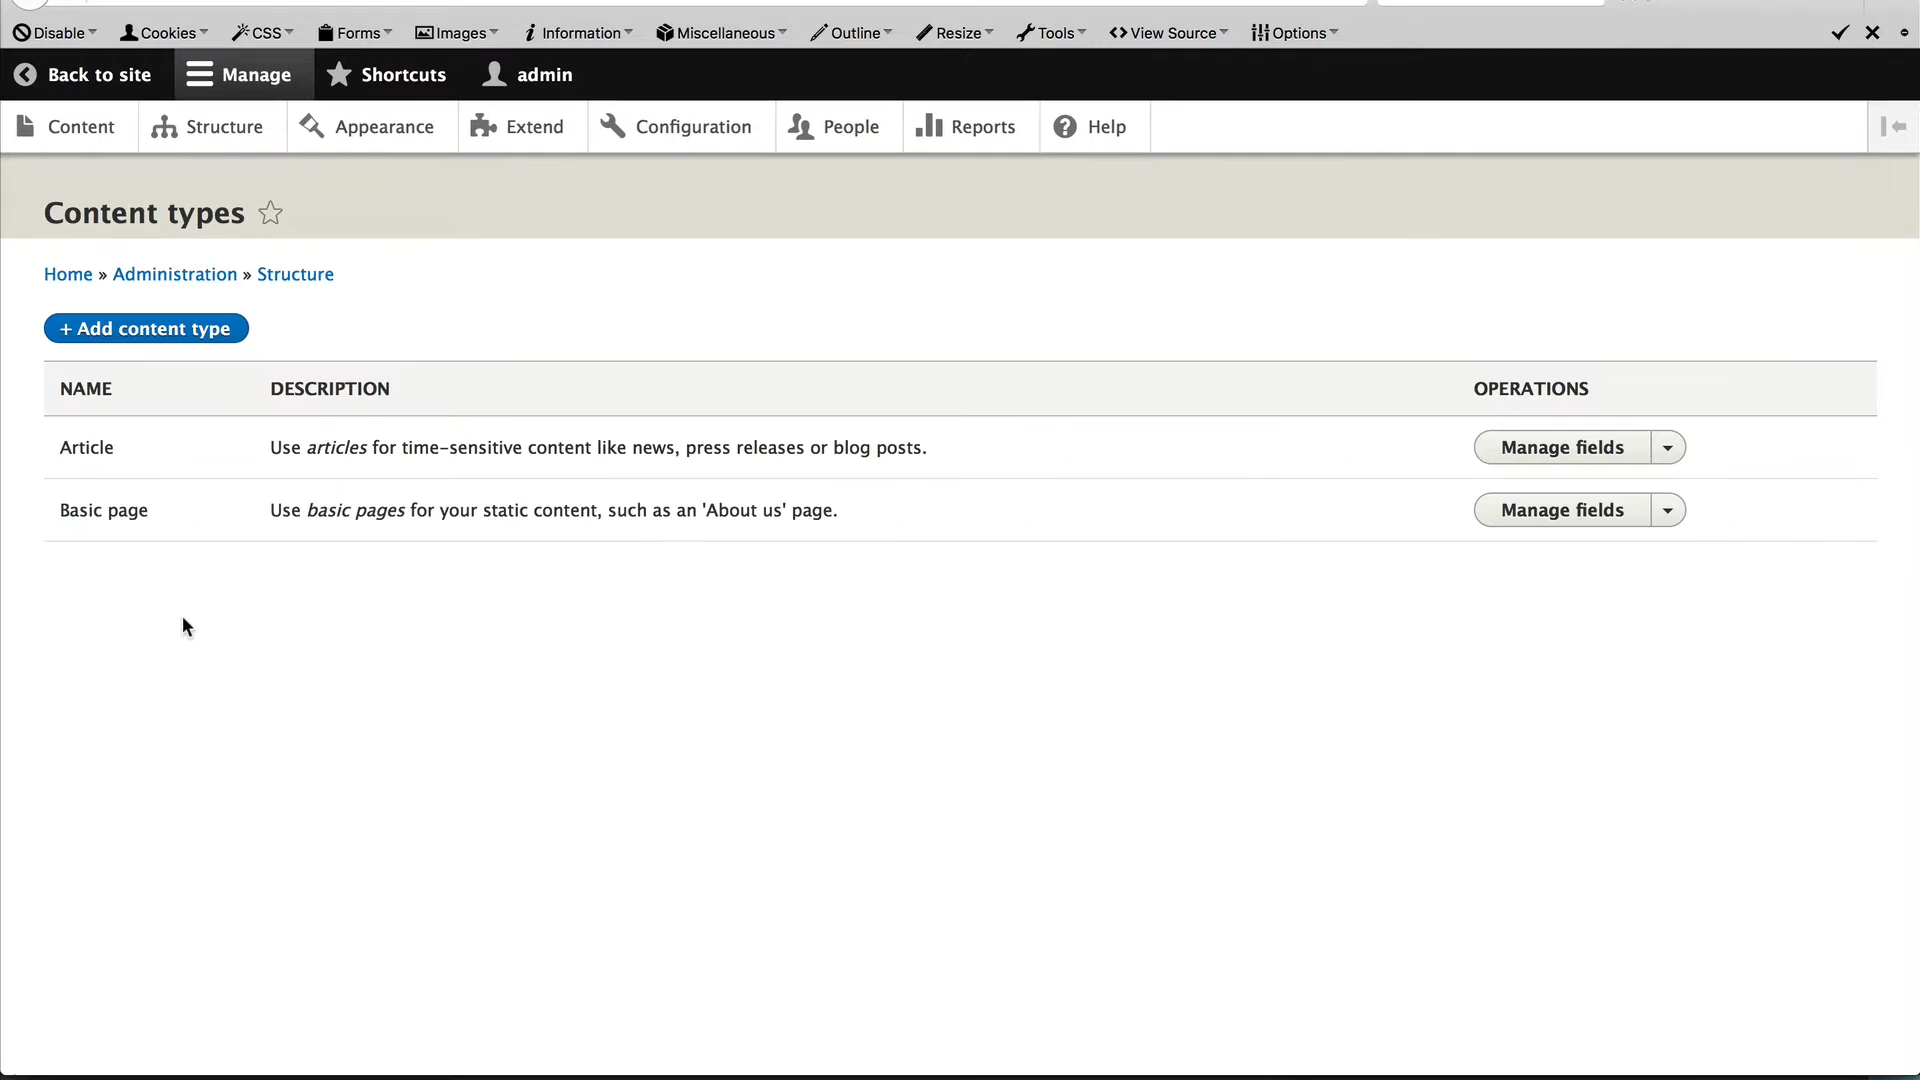 Disable Cookies CSS Forms Images Information Miscellaneous Outline Resize Tools View Source Options
Back to site Manage Shortcuts admin
Content Structure Appearance Extend Configuration People Reports Help
Content types
Home » Administration » Structure
+ Add content type
NAME DESCRIPTION OPERATIONS
Article Use articles for time-sensitive content like news, press releases or blog posts. Manage fields
Basic page Use basic pages for your static content, such as an 'About us' page. Manage fields